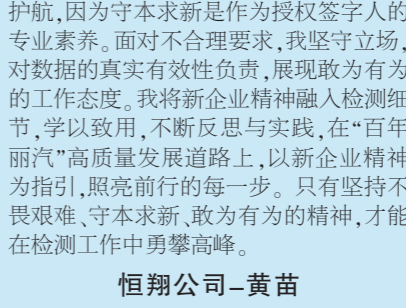 护航,因为守本求新是作为授权签字人的
专业素养。面对不合理要求,我坚守立场,
对数据的真实有效性负责,展现敢为有为
的工作态度。我将新企业精神融入检测细
节,学以致用,不断反思与实践,在“百年
丽汽”高质量发展道路上,以新企业精神
为指引,照亮前行的每一步。只有坚持不
畏艰难、守本求新、敢为有为的精神,才能
在检测工作中勇攀高峰。
恒翔公司–黄苗